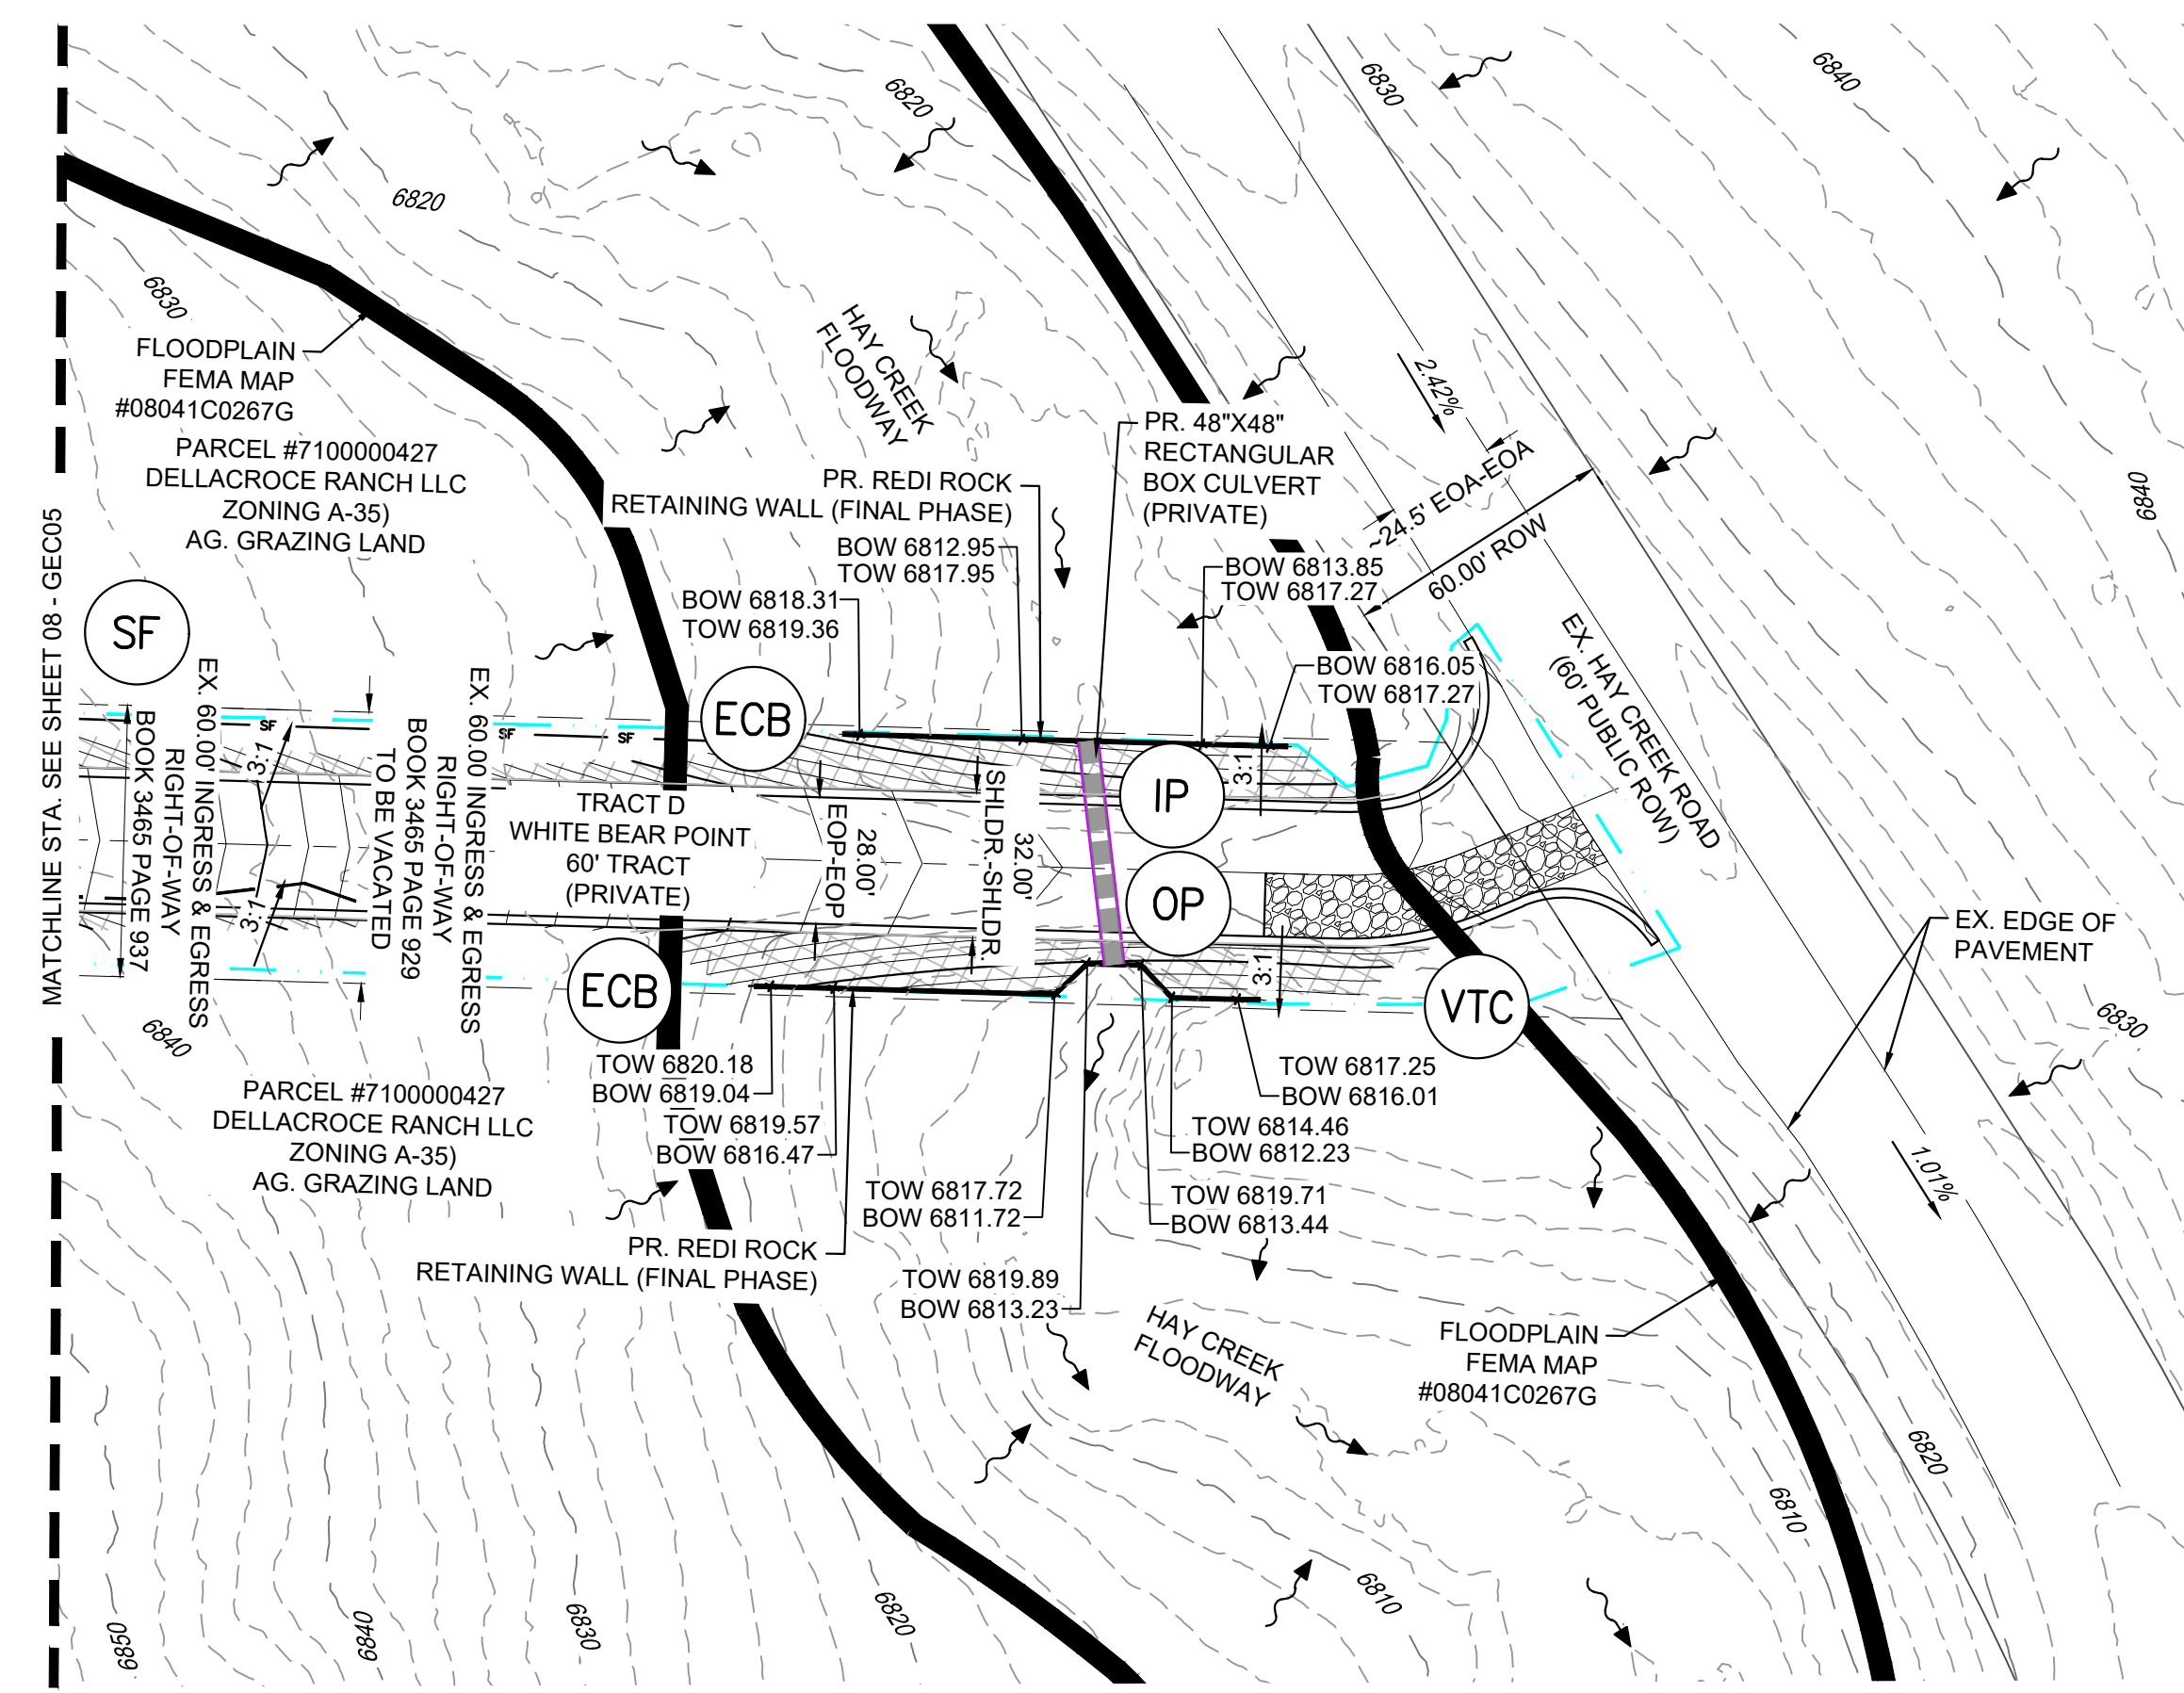 MATCHLINE STA. SEE SHEET 08 - GEC05
6820
6830
6840
6820
6830
FLOODPLAIN
FEMA MAP
#08041C0267G
PARCEL #7100000427
DELLACROCE RANCH LLC
ZONING A-35)
AG. GRAZING LAND
HAY CREEK
FLOODWAY
PR. REDI ROCK
RETAINING WALL (FINAL PHASE)
BOW 6812.95
TOW 6817.95
BOW 6818.31
TOW 6819.36
PR. 48"X48"
RECTANGULAR
BOX CULVERT
(PRIVATE)
2.42%
~24.5' EOA-EOA
60.00' ROW
6840
BOW 6813.85
TOW 6817.27
BOW 6816.05
TOW 6817.27
EX. HAY CREEK ROAD
(60' PUBLIC ROW)
SF
ECB
IP
OP
ECB
VTC
SF
SF
SF
3:1
3:1
3:1
3:1
EX. 60.00' INGRESS & EGRESS
RIGHT-OF-WAY
BOOK 3465 PAGE 937
EX. 60.00 INGRESS & EGRESS
RIGHT-OF-WAY
BOOK 3465 PAGE 929
TO BE VACATED
TRACT D
WHITE BEAR POINT
60' TRACT
(PRIVATE)
28.00'
EOP-EOP
32.00'
SHLDR.-SHLDR.
EX. EDGE OF
PAVEMENT
6840
6830
PARCEL #7100000427
DELLACROCE RANCH LLC
ZONING A-35)
AG. GRAZING LAND
TOW 6820.18
BOW 6819.04
TOW 6819.57
BOW 6816.47
TOW 6817.72
BOW 6811.72
PR. REDI ROCK
RETAINING WALL (FINAL PHASE)
TOW 6819.89
BOW 6813.23
TOW 6817.25
BOW 6816.01
TOW 6814.46
BOW 6812.23
TOW 6819.71
BOW 6813.44
1.01%
HAY CREEK
FLOODWAY
FLOODPLAIN
FEMA MAP
#08041C0267G
6850
6840
6830
6820
6810
6810
6820